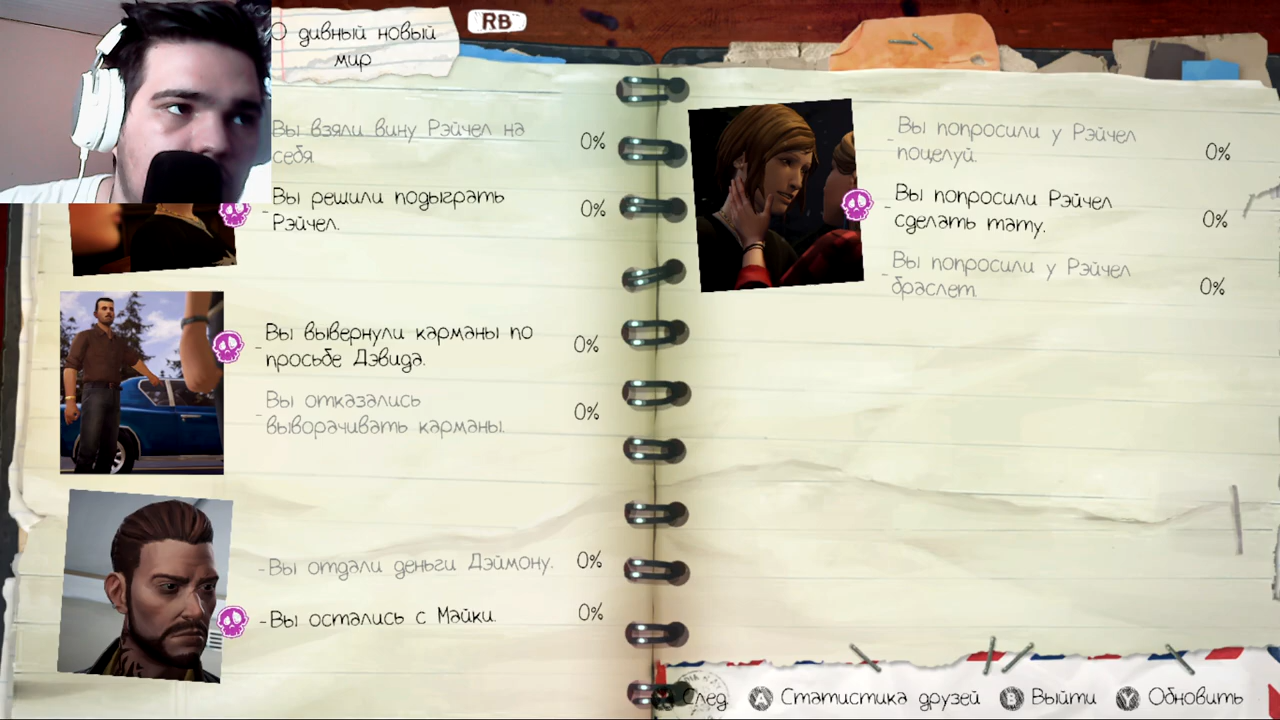 О дивный новый
мир
RB
Вы взяли вину Рэйчел на
себя.
0%
-Вы решили подыграть
Рэйчел.
0%
-Вы вывернули карманы по
просьбе Дэвида.
0%
-Вы отказались
выворачивать карманы.
0%
-Вы отдали деньги Дэймону.
0%
-Вы остались с Майки.
0%
-Вы попросили у Рэйчел
поцелуй.
0%
-Вы попросили Рэйчел
сделать тату.
0%
-Вы попросили у Рэйчел
браслет.
0%
След A Статистика друзей B Выйти Y Обновить